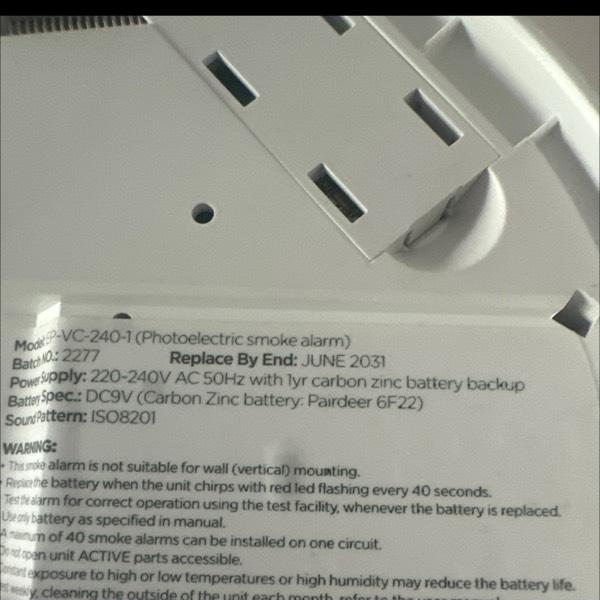 Model: EP-VC-240-1 (Photoelectric smoke alarm)
Batch NO.: 2277 Replace By End: JUNE 2031
Power Supply: 220-240V AC 50Hz with 1yr carbon zinc battery backup
Battery Spec.: DC9V (Carbon Zinc battery: Pairdeer 6F22)
Sound Pattern: ISO8201
WARNING:
• This smoke alarm is not suitable for wall (vertical) mounting.
• Replace the battery when the unit chirps with red led flashing every 40 seconds.
Test the alarm for correct operation using the test facility, whenever the battery is replaced.
Use only battery as specified in manual.
A maximum of 40 smoke alarms can be installed on one circuit.
Do not open unit ACTIVE parts accessible.
Constant exposure to high or low temperatures or high humidity may reduce the battery life.
weekly, cleaning the outside of the unit each month, refer to the user manual